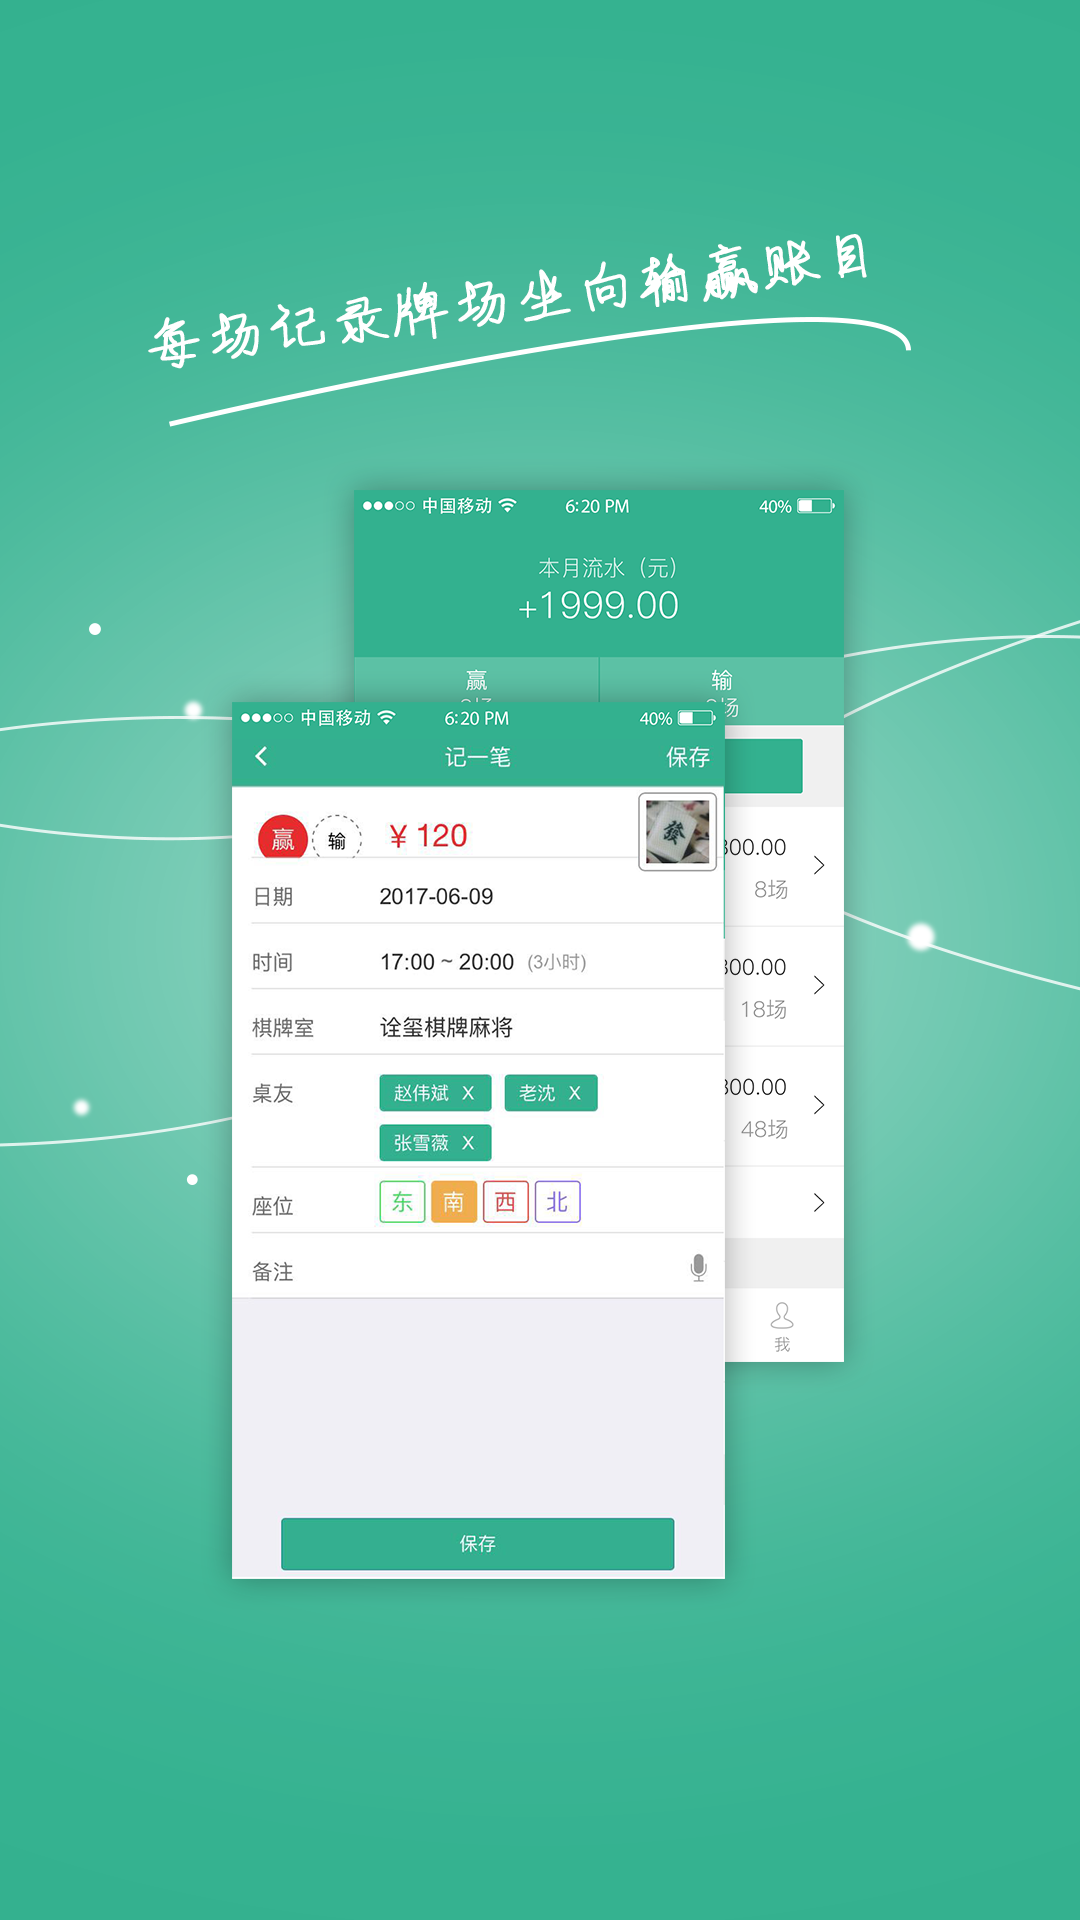 每场记录牌场坐向输赢账目
中国移动 6:20 PM 40%
本月流水（元）
+1999.00
赢 输
场
中国移动 6:20 PM 40%
记一笔 保存
赢 输 ¥ 120
發
日期 2017-06-09
时间 17:00 ~ 20:00 (3小时)
棋牌室 诠玺棋牌麻将
桌友 赵伟斌 X 老沈 X
张雪薇 X
座位 东 南 西 北
备注
保存
00.00
8场
00.00
18场
00.00
48场
我